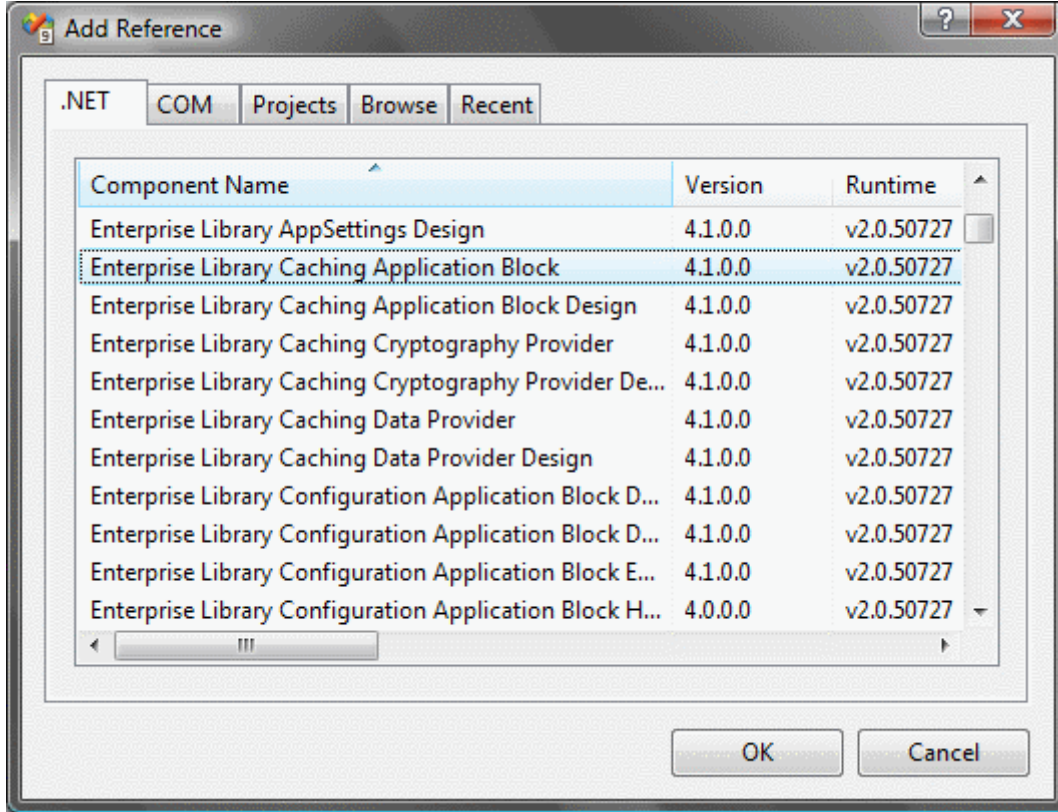 Add Reference
.NET COM Projects Browse Recent
Component Name Version Runtime
Enterprise Library AppSettings Design 4.1.0.0 v2.0.50727
Enterprise Library Caching Application Block 4.1.0.0 v2.0.50727
Enterprise Library Caching Application Block Design 4.1.0.0 v2.0.50727
Enterprise Library Caching Cryptography Provider 4.1.0.0 v2.0.50727
Enterprise Library Caching Cryptography Provider De... 4.1.0.0 v2.0.50727
Enterprise Library Caching Data Provider 4.1.0.0 v2.0.50727
Enterprise Library Caching Data Provider Design 4.1.0.0 v2.0.50727
Enterprise Library Configuration Application Block D... 4.1.0.0 v2.0.50727
Enterprise Library Configuration Application Block D... 4.1.0.0 v2.0.50727
Enterprise Library Configuration Application Block E... 4.1.0.0 v2.0.50727
Enterprise Library Configuration Application Block H... 4.0.0.0 v2.0.50727
OK Cancel